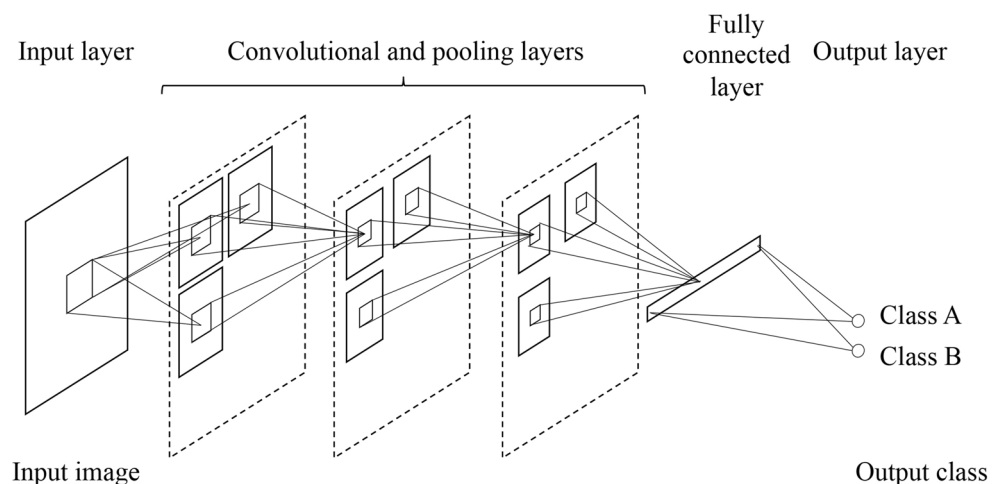 Input layer
Convolutional and pooling layers
Fully
connected
layer
Output layer
Class A
Class B
Input image
Output class